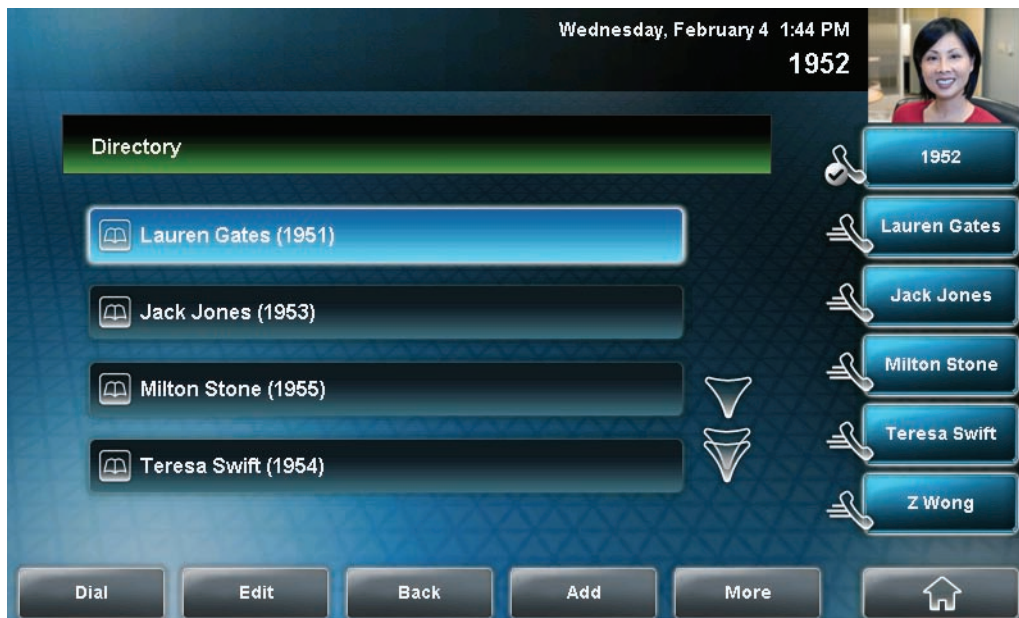 Wednesday, February 4 1:44 PM
1952
Directory
Lauren Gates (1951)
Jack Jones (1953)
Milton Stone (1955)
Teresa Swift (1954)
1952
Lauren Gates
Jack Jones
Milton Stone
Teresa Swift
Z Wong
Dial
Edit
Back
Add
More